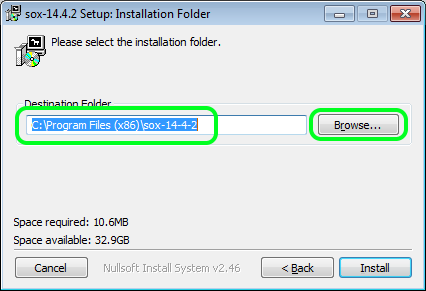 sox-14.4.2 Setup: Installation Folder
Please select the installation folder.
Destination Folder
C:\Program Files (x86)\sox-14-4-2
Browse...
Space required: 10.6MB
Space available: 32.9GB
Cancel
Nullsoft Install System v2.46
< Back
Install